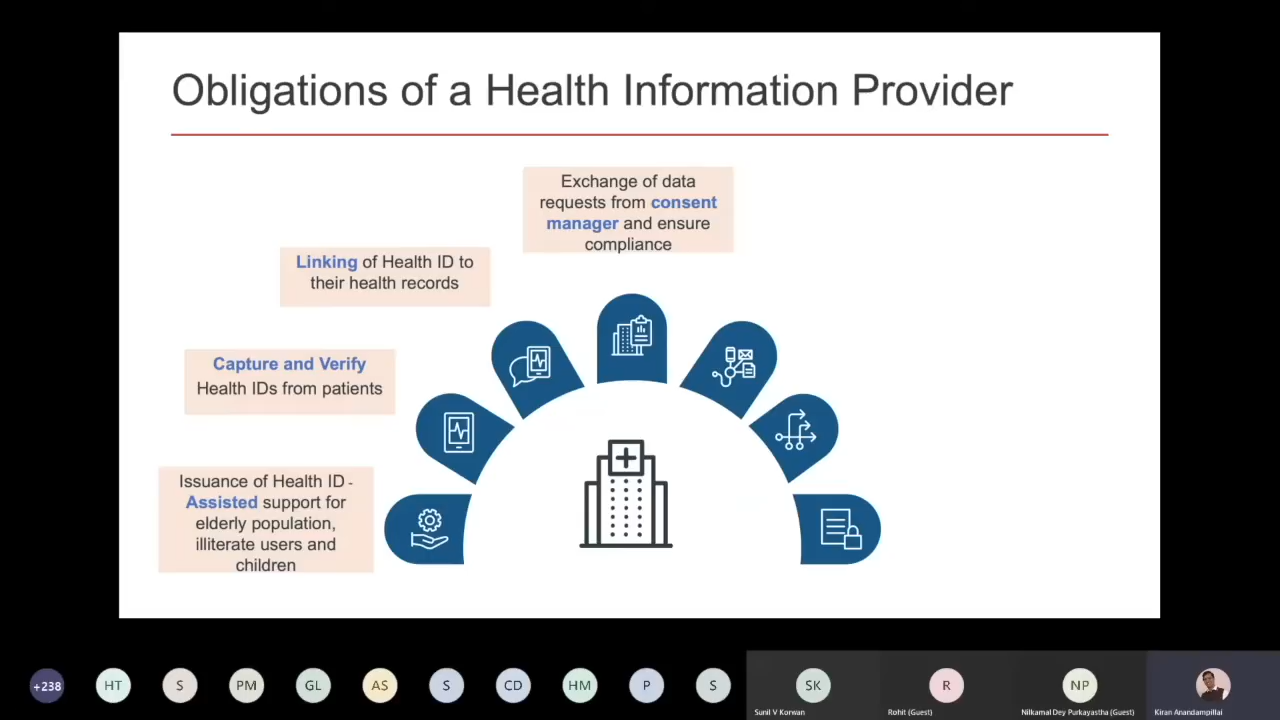 Obligations of a Health Information Provider
Exchange of data
requests from consent
manager and ensure
compliance
Linking of Health ID to
their health records
Capture and Verify
Health IDs from patients
Issuance of Health ID -
Assisted support for
elderly population,
illiterate users and
children
+238
HT
S
PM
GL
AS
S
CD
HM
P
S
SK
R
NP
Sunil V Korwan
Rohit (Guest)
Nilkamal Dey Purkayastha (Guest)
Kiran Anandampillai